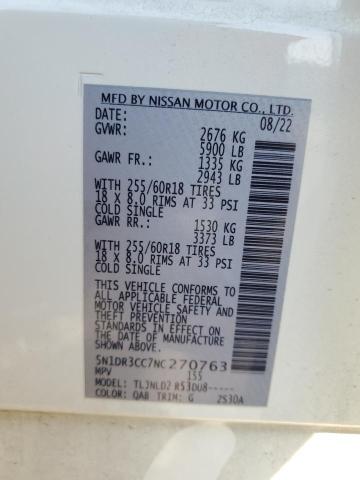 MFD BY NISSAN MOTOR CO., LTD.
DATE: 08/22
GVWR: 2676 KG
5900 LB
GAWR FR.: 1335 KG
2943 LB
WITH 255/60R18 TIRES
18 X 8.0 RIMS AT 33 PSI
COLD SINGLE
GAWR RR.: 1530 KG
3373 LB
WITH 255/60R18 TIRES
18 X 8.0 RIMS AT 33 PSI
COLD SINGLE
THIS VEHICLE CONFORMS TO
ALL APPLICABLE FEDERAL
MOTOR VEHICLE SAFETY AND
THEFT PREVENTION
STANDARDS IN EFFECT ON
THE DATE OF MANUFACTURE
SHOWN ABOVE.
5N1DR3CC7NC270763
MPV 155
MODEL: TLJNLD2 R53DU8-----
COLOR: QAB TRIM: G 2S30A